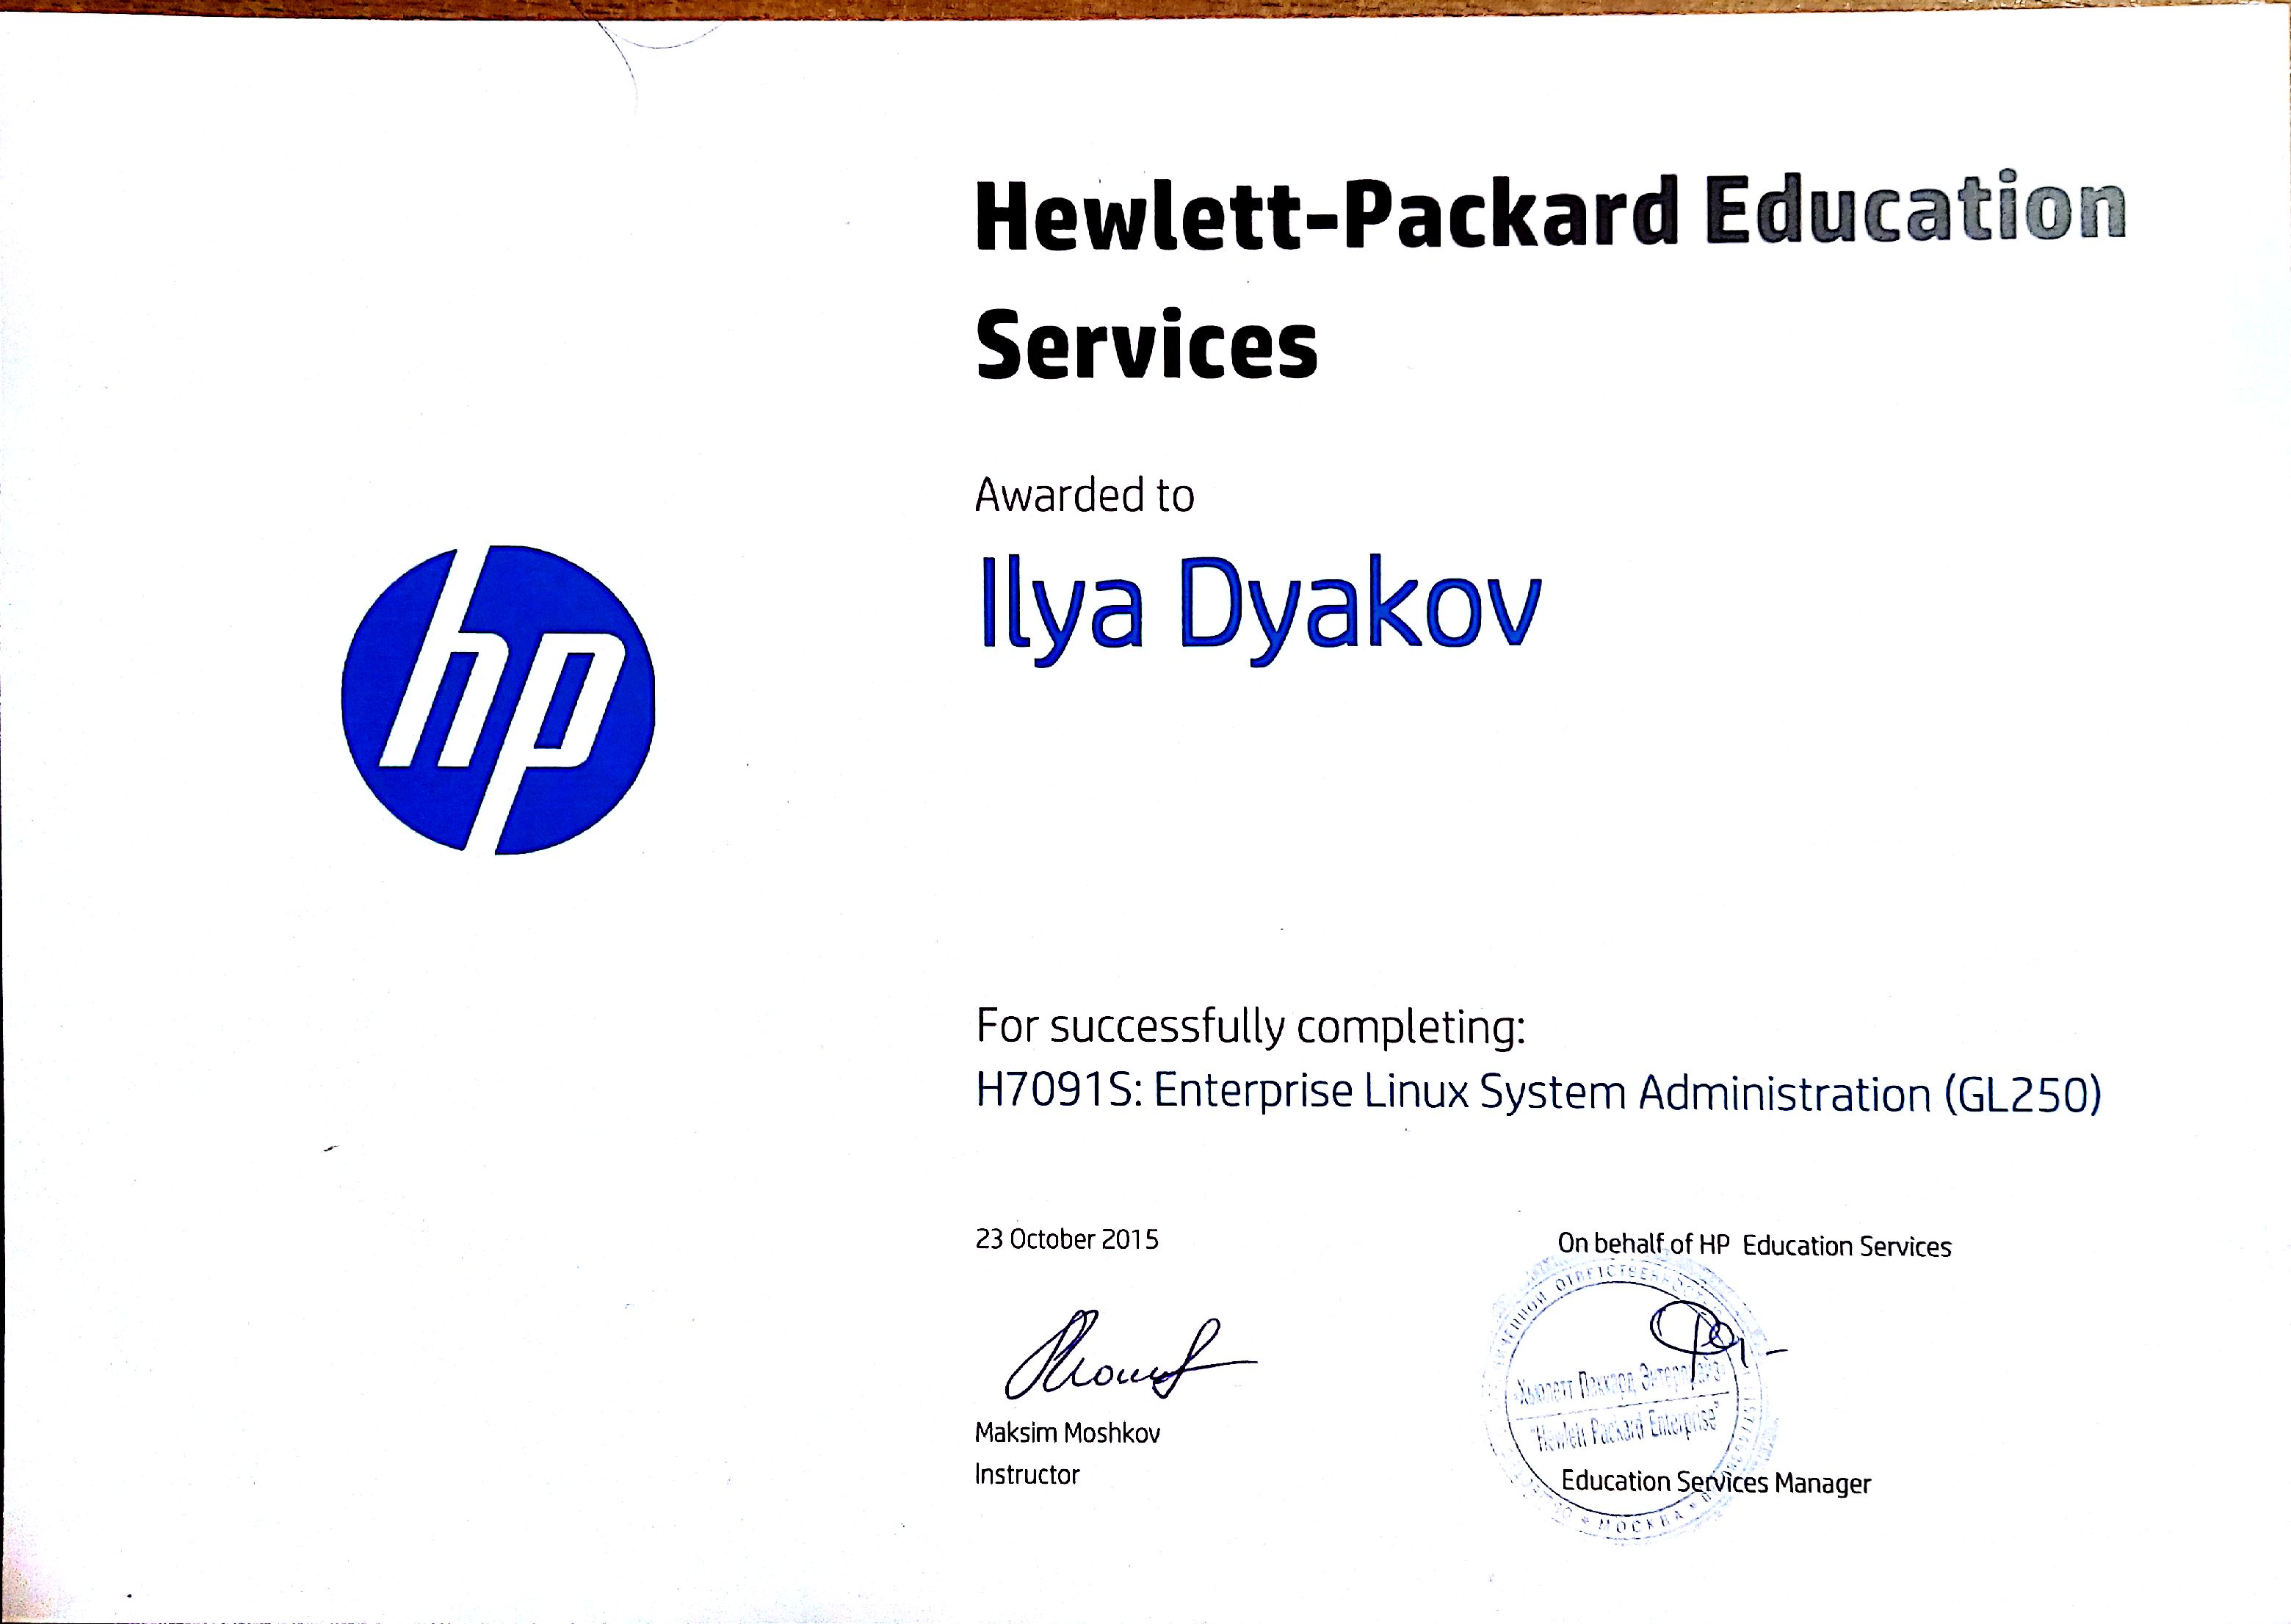 Hewlett-Packard Education
Services
Awarded to
Ilya Dyakov
hp
For successfully completing:
H7091S: Enterprise Linux System Administration (GL250)
23 October 2015
On behalf of HP Education Services
Maksim Moshkov
Instructor
"Хьюлетт Паккард Энтерпрайз"
"Hewlett Packard Enterprise"
Education Services Manager
МОСКВА